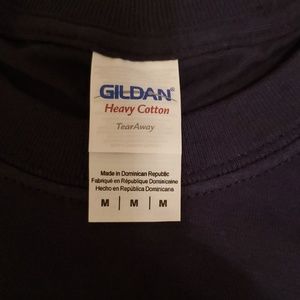 GILDAN®
Heavy Cotton
TearAway
Made in Dominican Republic
Fabriqué en République Dominicaine
Hecho en República Dominicana
M | M | M